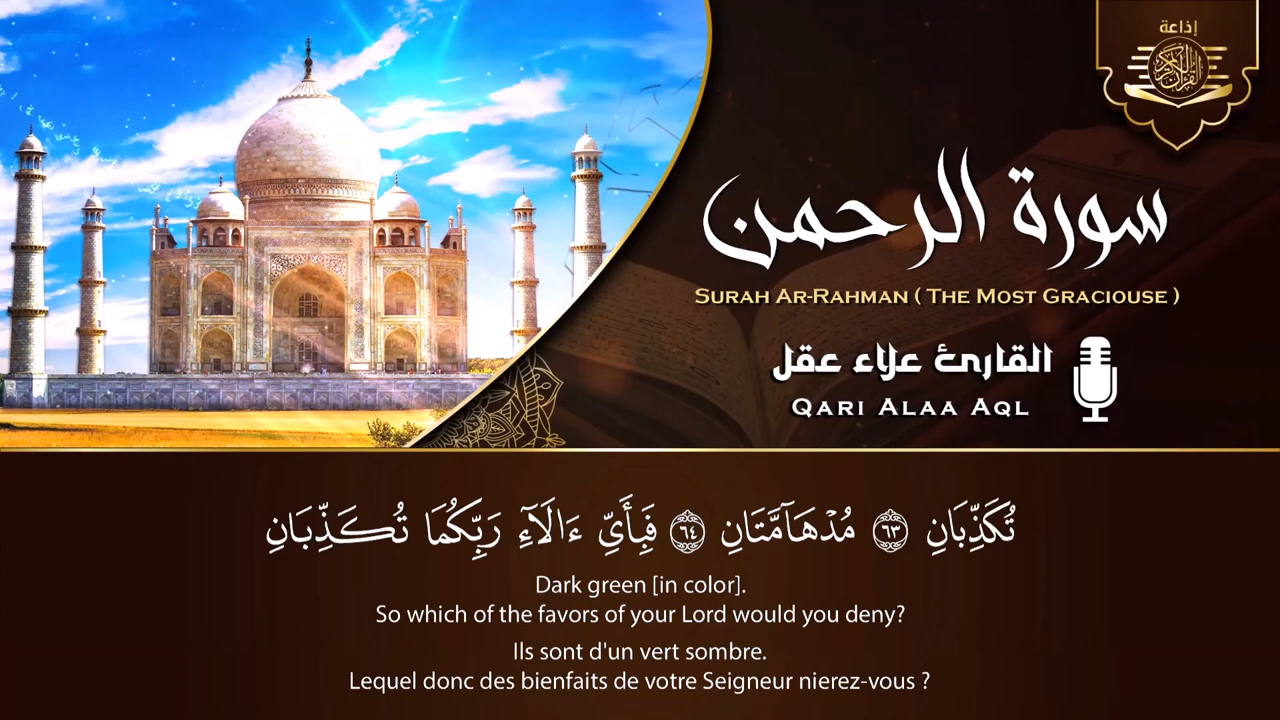 إذاعة
القرآن الكريم
سورة الرحمن
SURAH AR-RAHMAN ( THE MOST GRACIOUSE )
القارئ علاء عقل
QARI ALAA AQL
تُكَذِّبَانِ ٦٣ مُدْهَآمَّتَانِ ٦٤ فَبِأَيِّ ءَالَآءِ رَبِّكُمَا تُكَذِّبَانِ
Dark green [in color].
So which of the favors of your Lord would you deny?
Ils sont d'un vert sombre.
Lequel donc des bienfaits de votre Seigneur nierez-vous ?